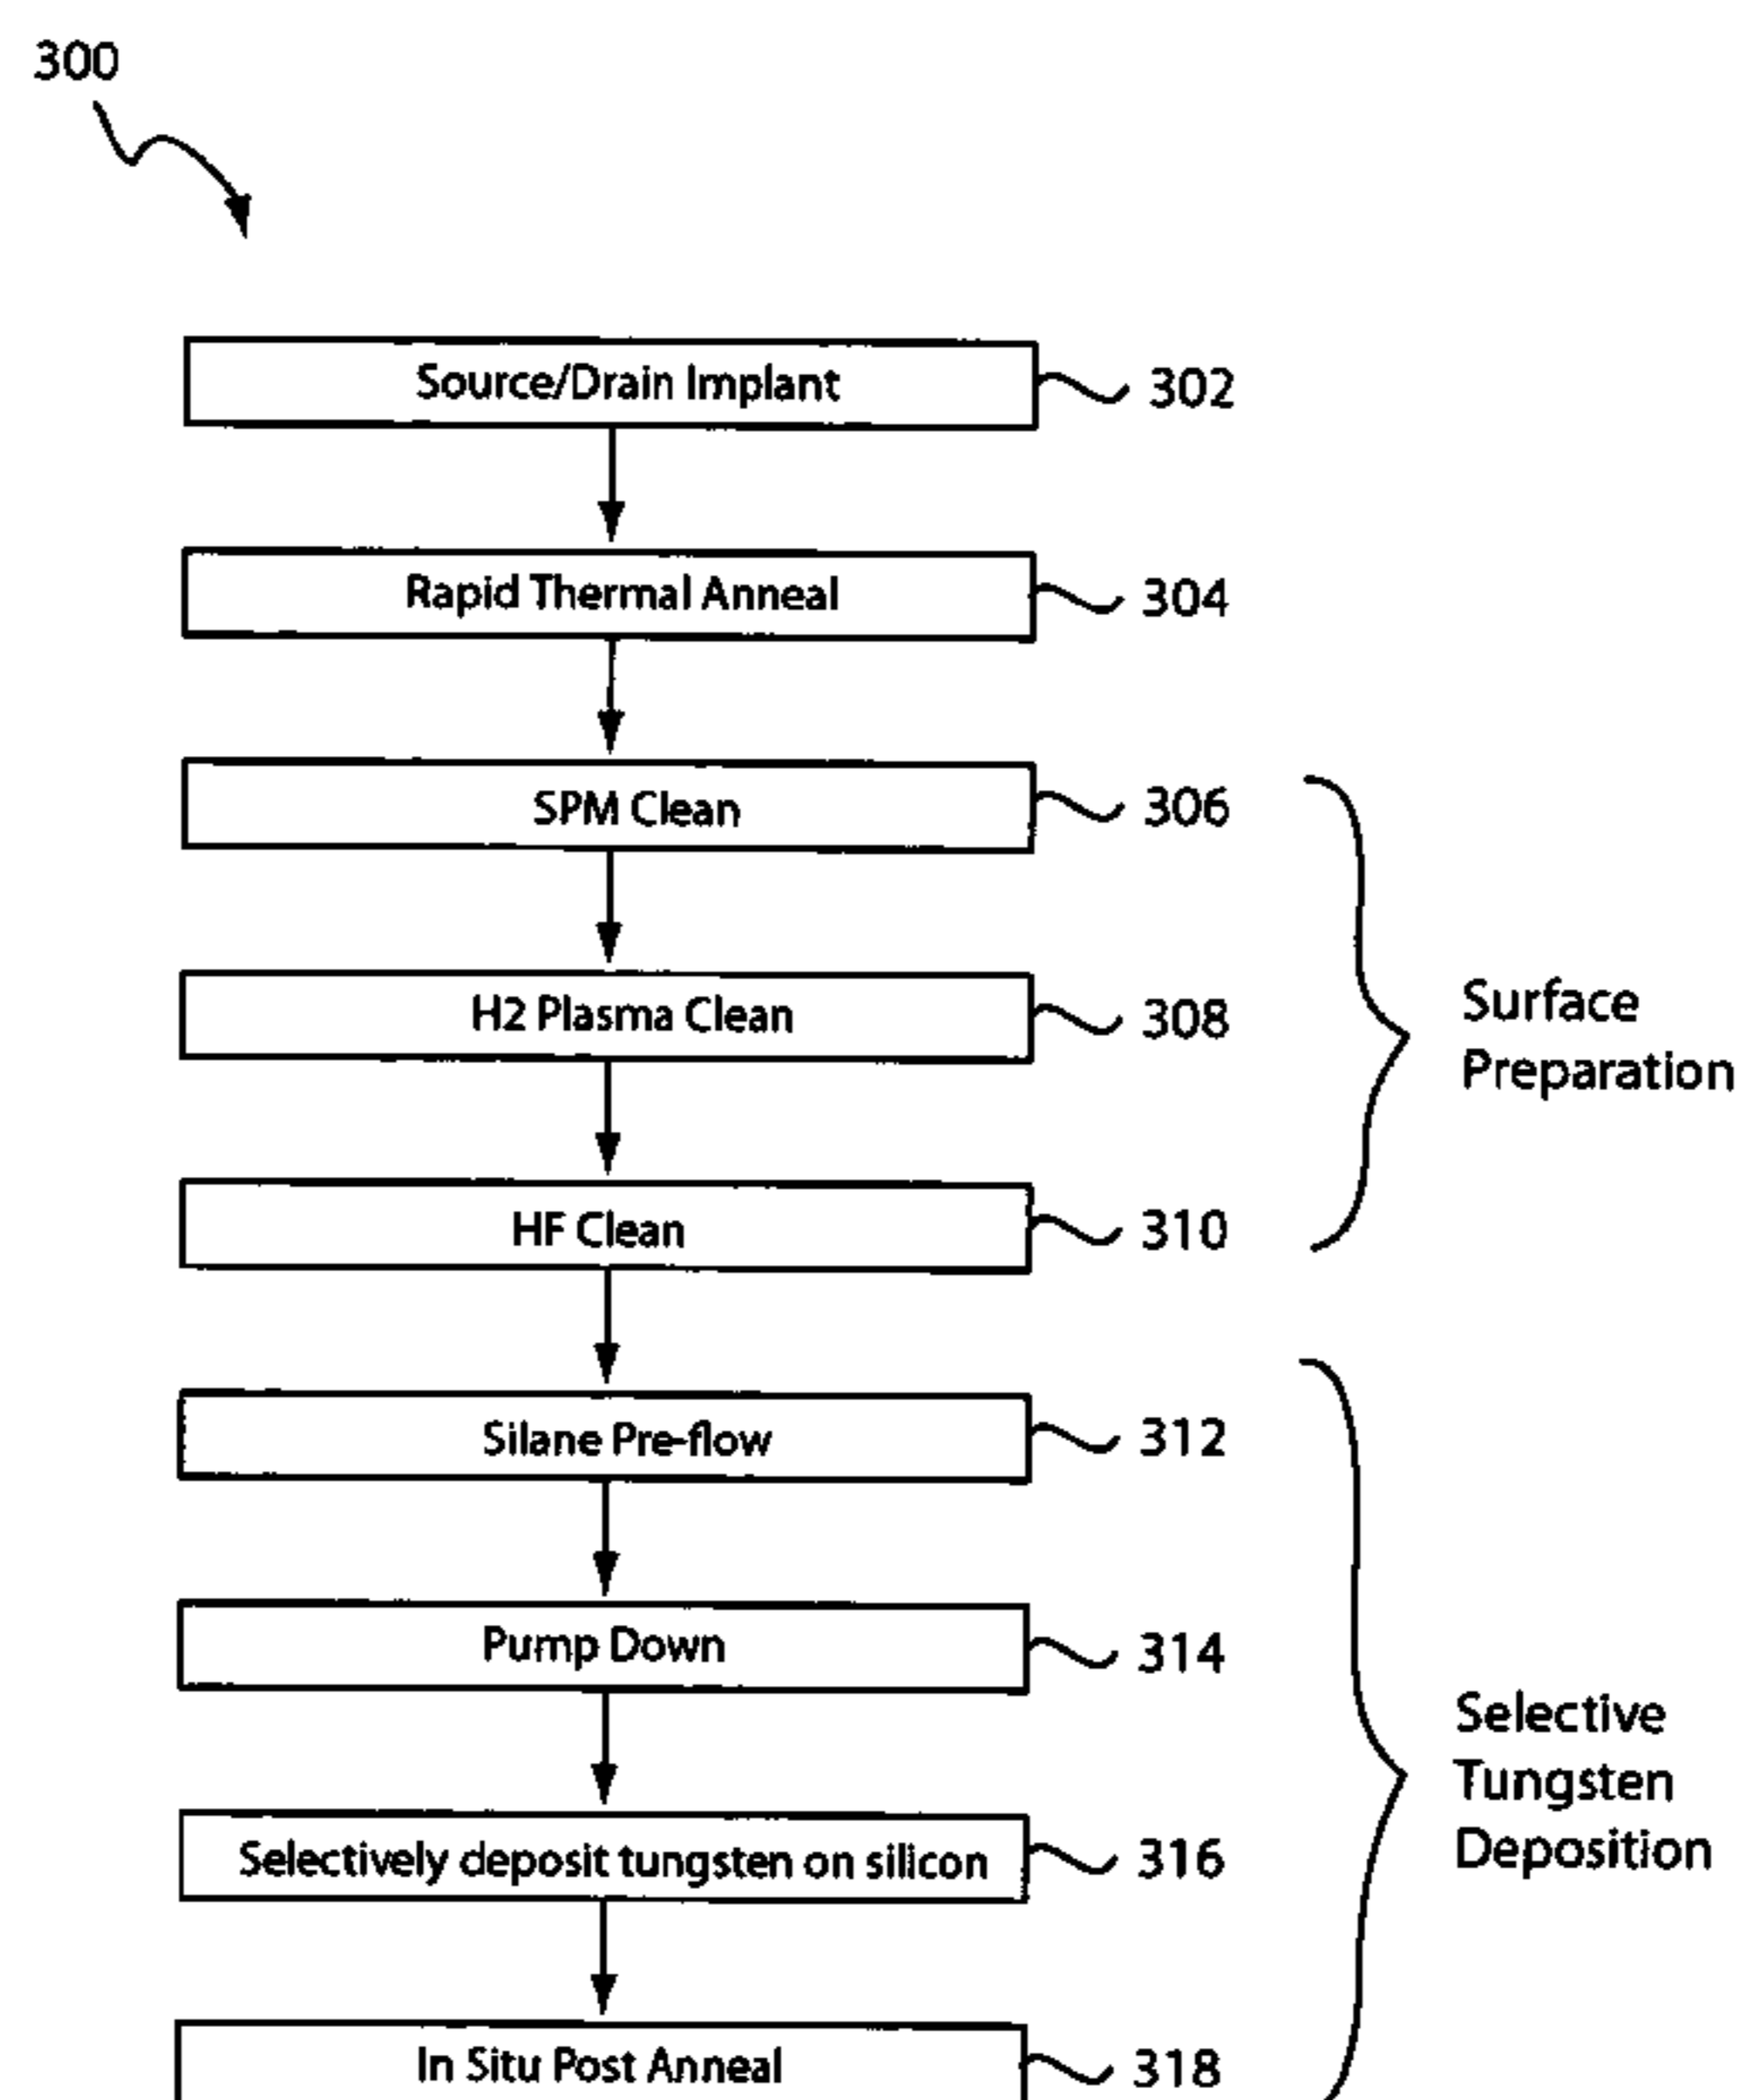 300
Source/Drain Implant 302
Rapid Thermal Anneal 304
SPM Clean 306
H2 Plasma Clean 308
Surface
Preparation
HF Clean 310
Silane Pre-flow 312
Pump Down 314
Selective
Tungsten
Deposition
Selectively deposit tungsten on silicon 316
In Situ Post Anneal 318